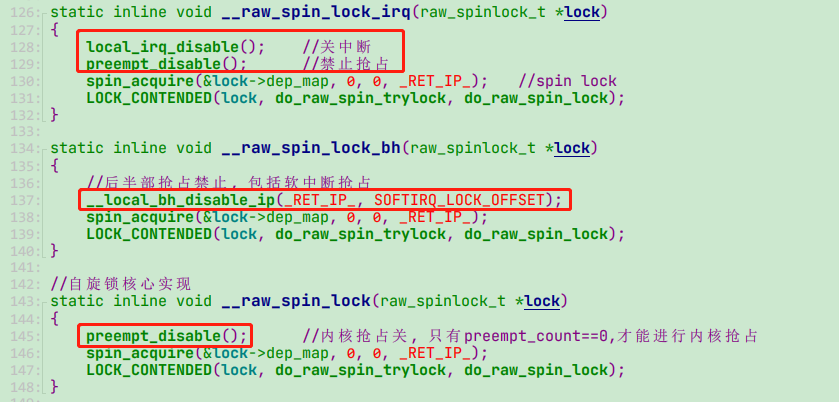 126: static inline void __raw_spin_lock_irq(raw_spinlock_t *lock)
127: {
128:     local_irq_disable();    //关中断
129:     preempt_disable();      //禁止抢占
130:     spin_acquire(&lock->dep_map, 0, 0, _RET_IP_);   //spin lock
131:     LOCK_CONTENDED(lock, do_raw_spin_trylock, do_raw_spin_lock);
132: }
133:
134: static inline void __raw_spin_lock_bh(raw_spinlock_t *lock)
135: {
136:     //后半部抢占禁止, 包括软中断抢占
137:     __local_bh_disable_ip(_RET_IP_, SOFTIRQ_LOCK_OFFSET);
138:     spin_acquire(&lock->dep_map, 0, 0, _RET_IP_);
139:     LOCK_CONTENDED(lock, do_raw_spin_trylock, do_raw_spin_lock);
140: }
141:
142: //自旋锁核心实现
143: static inline void __raw_spin_lock(raw_spinlock_t *lock)
144: {
145:     preempt_disable();      //内核抢占关, 只有preempt_count==0,才能进行内核抢占
146:     spin_acquire(&lock->dep_map, 0, 0, _RET_IP_);
147:     LOCK_CONTENDED(lock, do_raw_spin_trylock, do_raw_spin_lock);
148: }